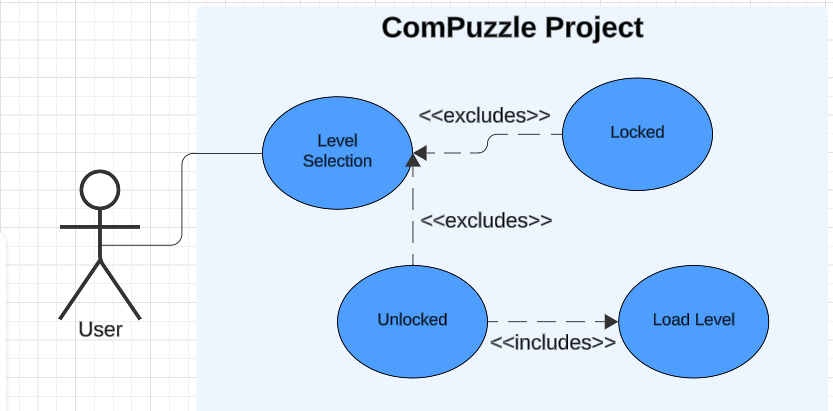 ComPuzzle Project
<<excludes>>
Locked
Level
Selection
<<excludes>>
Unlocked
Load Level
<<includes>>
User